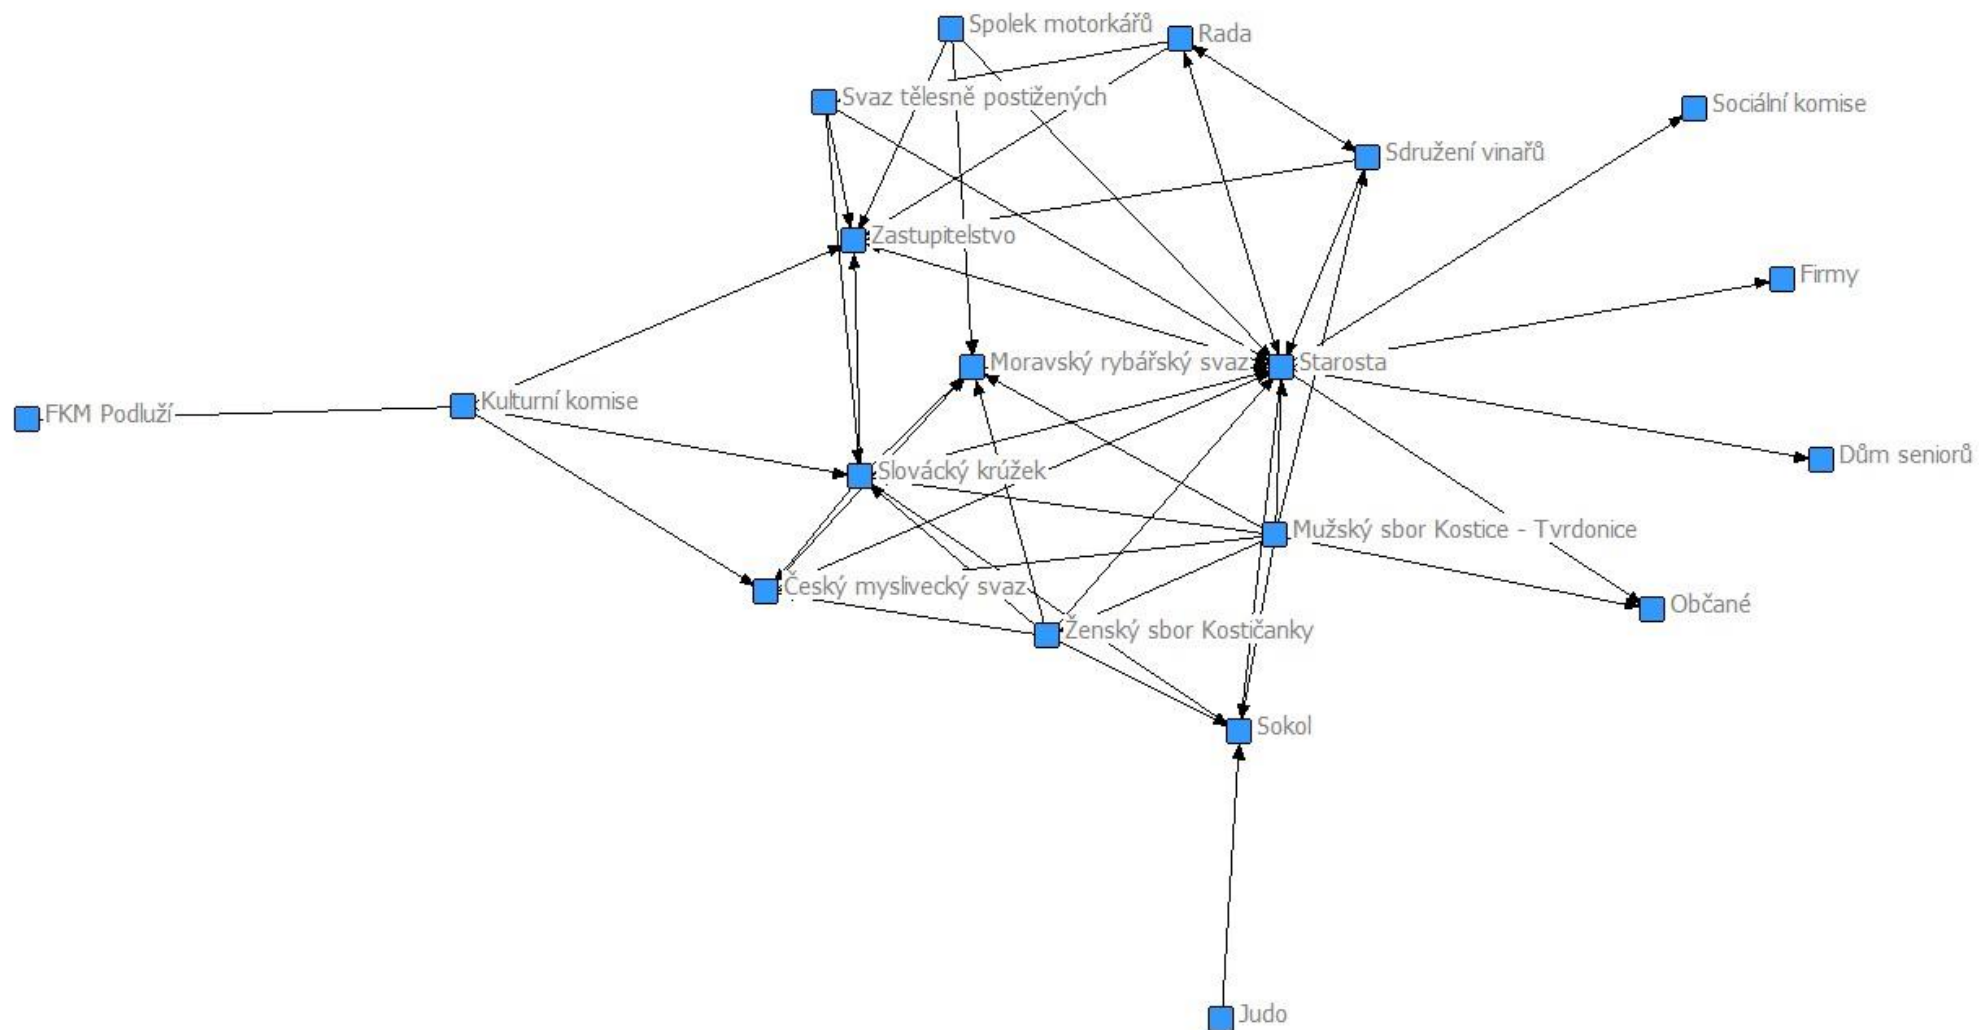 Spolek motorkářů
Rada
Svaz tělesně postižených
Sociální komise
Sdružení vinařů
Zastupitelstvo
Firmy
Moravský rybářský svaz
Starosta
Kulturní komise
FKM Podluží
Slovácký krúžek
Dům seniorů
Mužský sbor Kostice - Tvrdonice
Český myslivecký svaz
Občané
Ženský sbor Kostičanky
Sokol
Judo